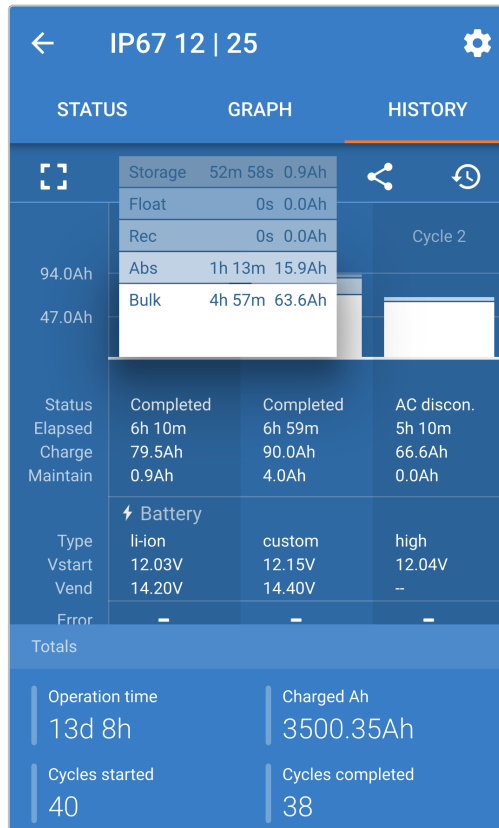 IP67 12 | 25
STATUS GRAPH HISTORY
Storage 52m 58s 0.9Ah
Float 0s 0.0Ah
Rec 0s 0.0Ah
Abs 1h 13m 15.9Ah
Bulk 4h 57m 63.6Ah
Cycle 2
94.0Ah
47.0Ah
Status Completed Completed AC discon.
Elapsed 6h 10m 6h 59m 5h 10m
Charge 79.5Ah 90.0Ah 66.6Ah
Maintain 0.9Ah 4.0Ah 0.0Ah
Battery
Type li-ion custom high
Vstart 12.03V 12.15V 12.04V
Vend 14.20V 14.40V --
Error - - -
Totals
Operation time Charged Ah
13d 8h 3500.35Ah
Cycles started Cycles completed
40 38